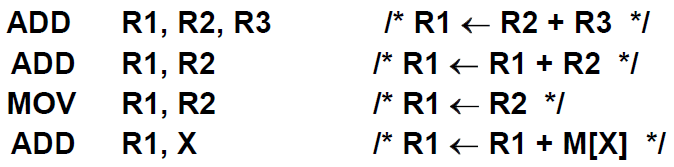 ADD R1, R2, R3 /* R1 ← R2 + R3 */
ADD R1, R2 /* R1 ← R1 + R2 */
MOV R1, R2 /* R1 ← R2 */
ADD R1, X /* R1 ← R1 + M[X] */